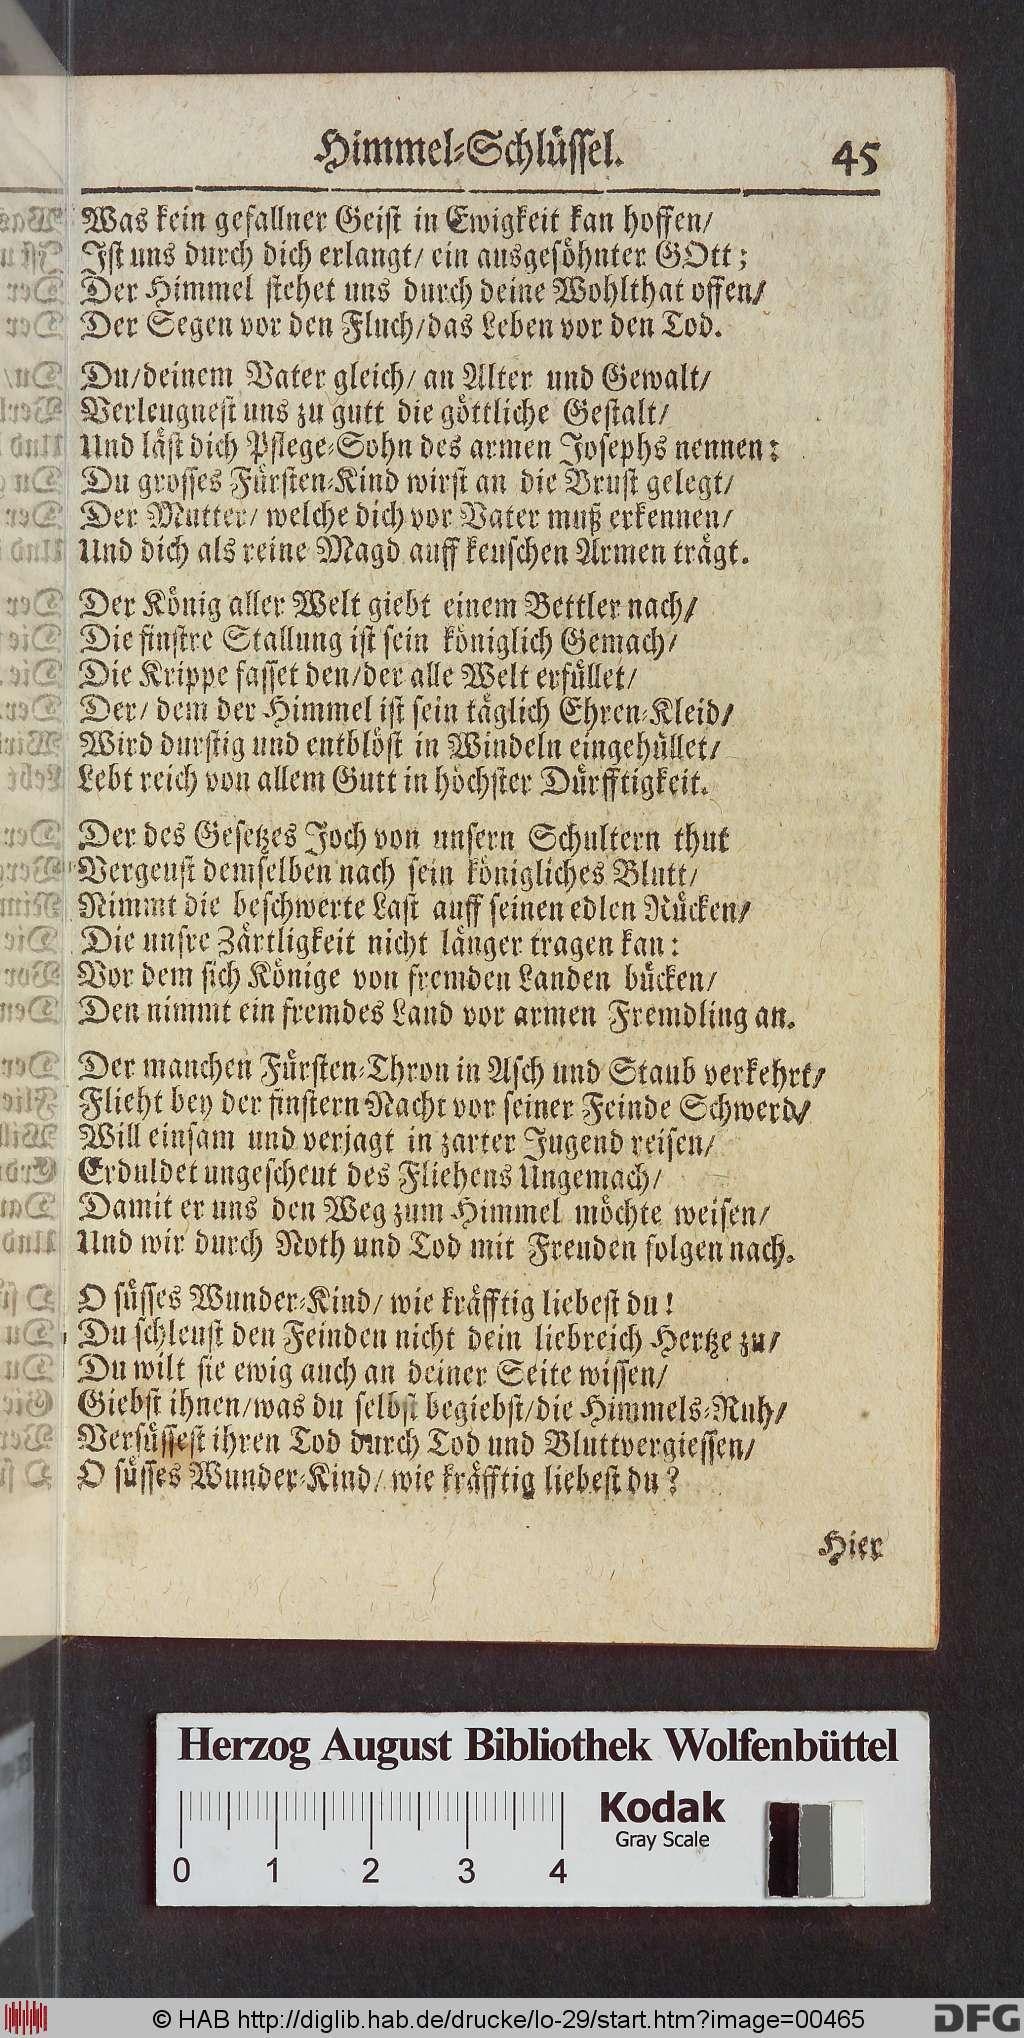 Himmel-Schlüssel. 45
Was kein gefallner Geist in Ewigkeit kan hoffen/
Ist uns durch dich erlangt/ ein ausgesöhnter GOtt;
Der Himmel stehet uns durch deine Wohlthat offen/
Der Segen vor den Fluch/das Leben vor den Tod.
Du/deinem Vater gleich/ an Alter und Gewalt/
Verleugnest uns zu gutt die göttliche Gestalt/
Und läst dich Pflege-Sohn des armen Josephs nennen:
Du grosses Fürsten-Kind wirst an die Brust gelegt/
Der Mutter/ welche dich vor Vater muß erkennen/
Und dich als reine Magd auff keuschen Armen trägt.
Der König aller Welt giebt einem Bettler nach/
Die finstre Stallung ist sein königlich Gemach/
Die Krippe fasset den/der alle Welt erfüllet/
Der/ dem der Himmel ist sein täglich Ehren-Kleid/
Wird durstig und entblöst in Windeln eingehüllet/
Lebt reich von allem Gutt in höchster Dürfftigkeit.
Der des Gesetzes Joch von unsern Schultern thut
Vergeust demselben nach sein königliches Blutt/
Nimmt die beschwerte Last auff seinen edlen Rücken/
Die unsre Zärtligkeit nicht länger tragen kan:
Vor dem sich Könige von fremden Landen bücken/
Den nimmt ein fremdes Land vor armen Fremdling an.
Der manchen Fürsten-Thron in Asch und Staub verkehrt/
Flieht bey der finstern Nacht vor seiner Feinde Schwerd/
Will einsam und verjagt in zarter Jugend reisen/
Erduldet ungescheut des Fliehens Ungemach/
Damit er uns den Weg zum Himmel möchte weisen/
Und wir durch Noth und Tod mit Freuden folgen nach.
O süsses Wunder-Kind/ wie kräfftig liebest du!
Du schleust den Feinden nicht dein liebreich Hertze zu/
Du wilt sie ewig auch an deiner Seite wissen/
Giebst ihnen/was du selbst begiebst/die Himmels-Ruh/
Versüssest ihren Tod durch Tod und Bluttvergiessen/
O süsses Wunder-Kind/ wie kräfftig liebest du?
Hier
Herzog August Bibliothek Wolfenbüttel
Kodak
Gray Scale
0 1 2 3 4
© HAB http://diglib.hab.de/drucke/lo-29/start.htm?image=00465
DFG